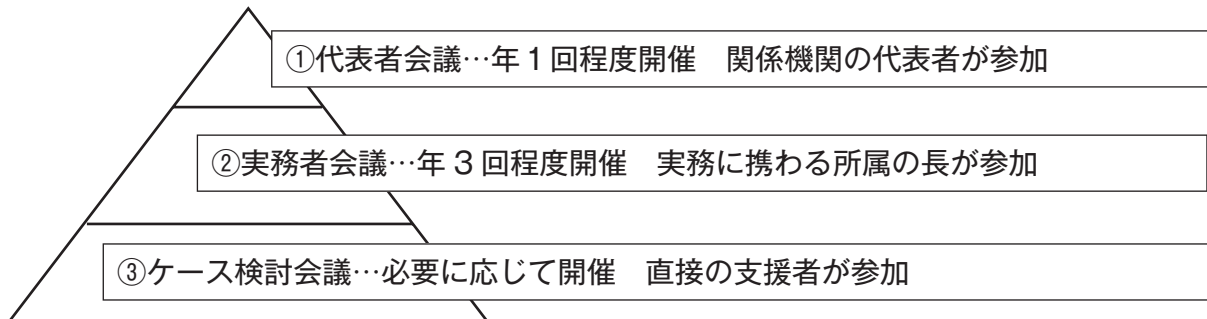 ①代表者会議…年1回程度開催　関係機関の代表者が参加
②実務者会議…年3回程度開催　実務に携わる所属の長が参加
③ケース検討会議…必要に応じて開催　直接の支援者が参加